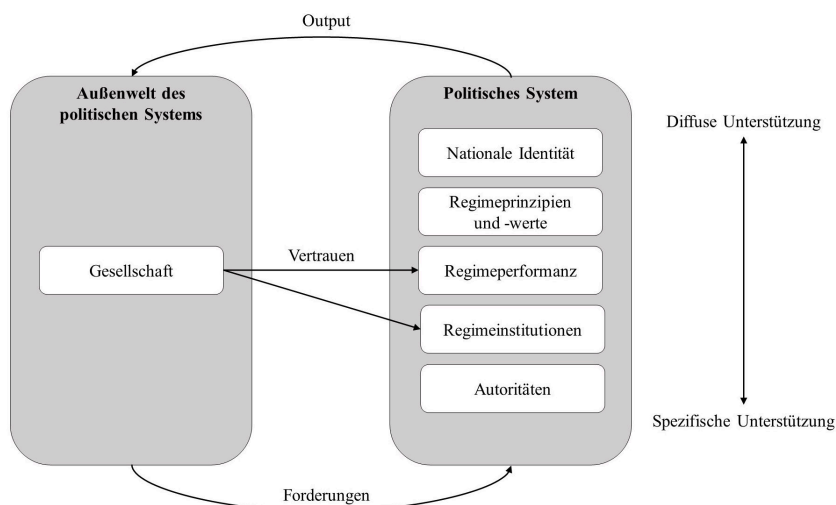 Output
Außenwelt des
politischen Systems
Gesellschaft
Vertrauen
Politisches System
Nationale Identität
Regimeprinzipien
und -werte
Regimeperformanz
Regimeinstitutionen
Autoritäten
Diffuse Unterstützung
Spezifische Unterstützung
Forderungen